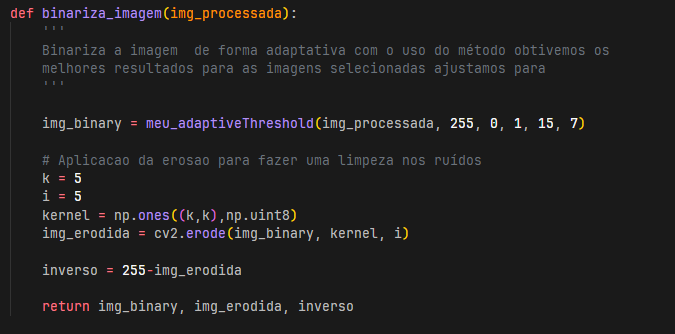 def binariza_imagem(img_processada):
    '''
    Binariza a imagem  de forma adaptativa com o uso do método obtivemos os
    melhores resultados para as imagens selecionadas ajustamos para
    '''
    img_binary = meu_adaptiveThreshold(img_processada, 255, 0, 1, 15, 7)
    # Aplicacao da erosao para fazer uma limpeza nos ruídos
    k = 5
    i = 5
    kernel = np.ones((k,k),np.uint8)
    img_erodida = cv2.erode(img_binary, kernel, i)
    inverso = 255-img_erodida
    return img_binary, img_erodida, inverso